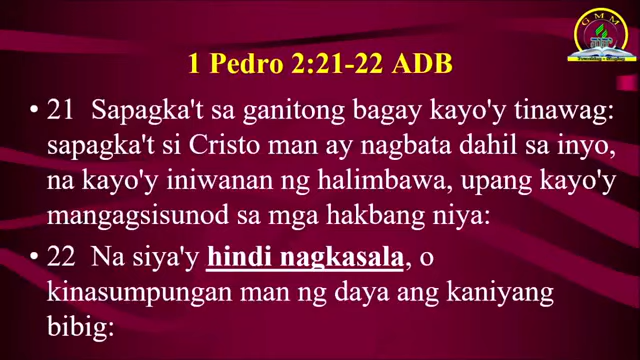 GMM
1 Pedro 2:21-22 ADB
• 21 Sapagka't sa ganitong bagay kayo'y tinawag:
sapagka't si Cristo man ay nagbata dahil sa inyo,
na kayo'y iniwanan ng halimbawa, upang kayo'y
mangagsisunod sa mga hakbang niya:
• 22 Na siya'y hindi nagkasala, o
kinasumpungan man ng daya ang kaniyang
bibig: